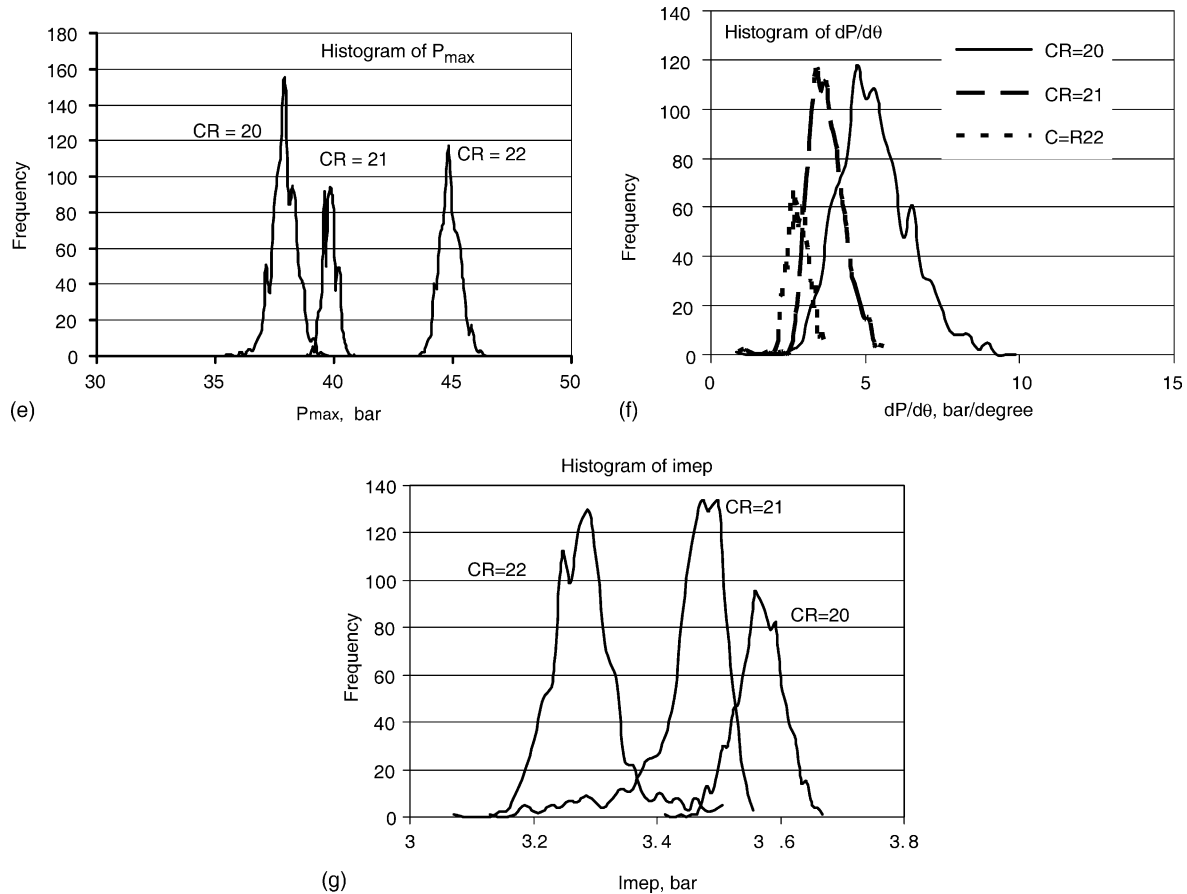 Histogram of Pmax
180
160
140
120
100
80
60
40
20
0
Frequency
CR = 20
CR = 21
CR = 22
30
35
40
45
50
Pmax, bar
(e)
Histogram of dP/dθ
140
120
100
80
60
40
20
0
Frequency
CR=20
CR=21
C=R22
0
5
10
15
dP/dθ, bar/degree
(f)
Histogram of imep
140
120
100
80
60
40
20
0
Frequency
CR=22
CR=21
CR=20
3
3.2
3.4
3 .6
3.8
Imep, bar
(g)